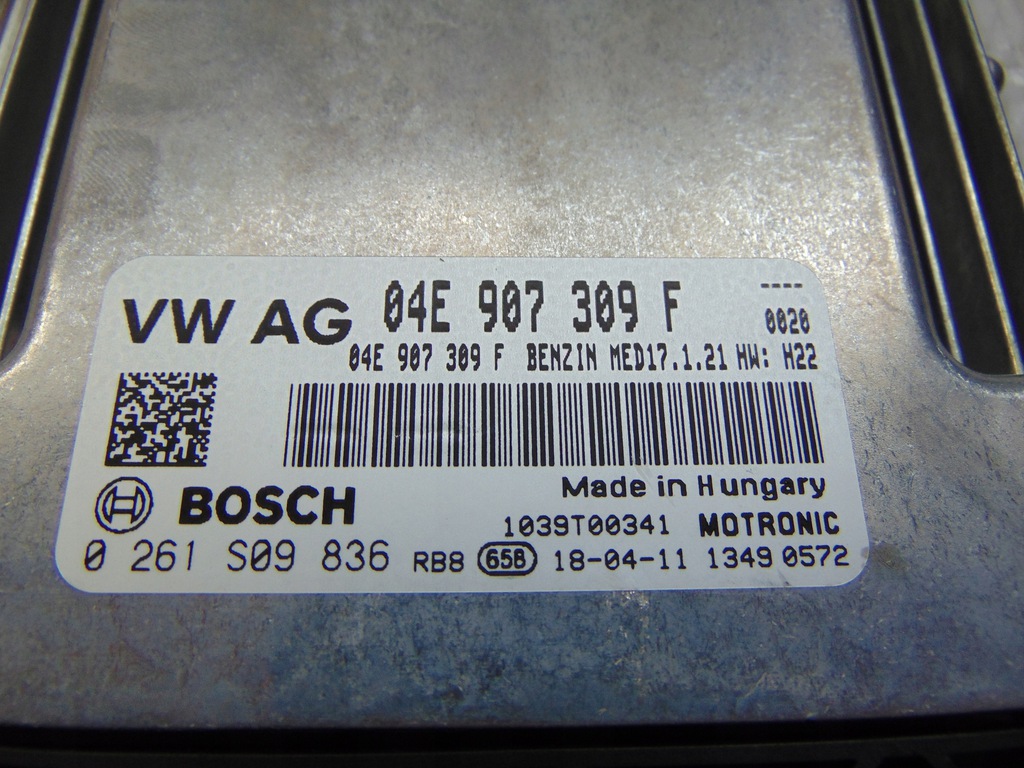 VW AG 04E 907 309 F ----
0020
04E 907 309 F BENZIN MED17.1.21 HW: H22
Made in Hungary
BOSCH
1039T00341 MOTRONIC
0 261 S09 836 RB8 65B 18-04-11 1349 0572